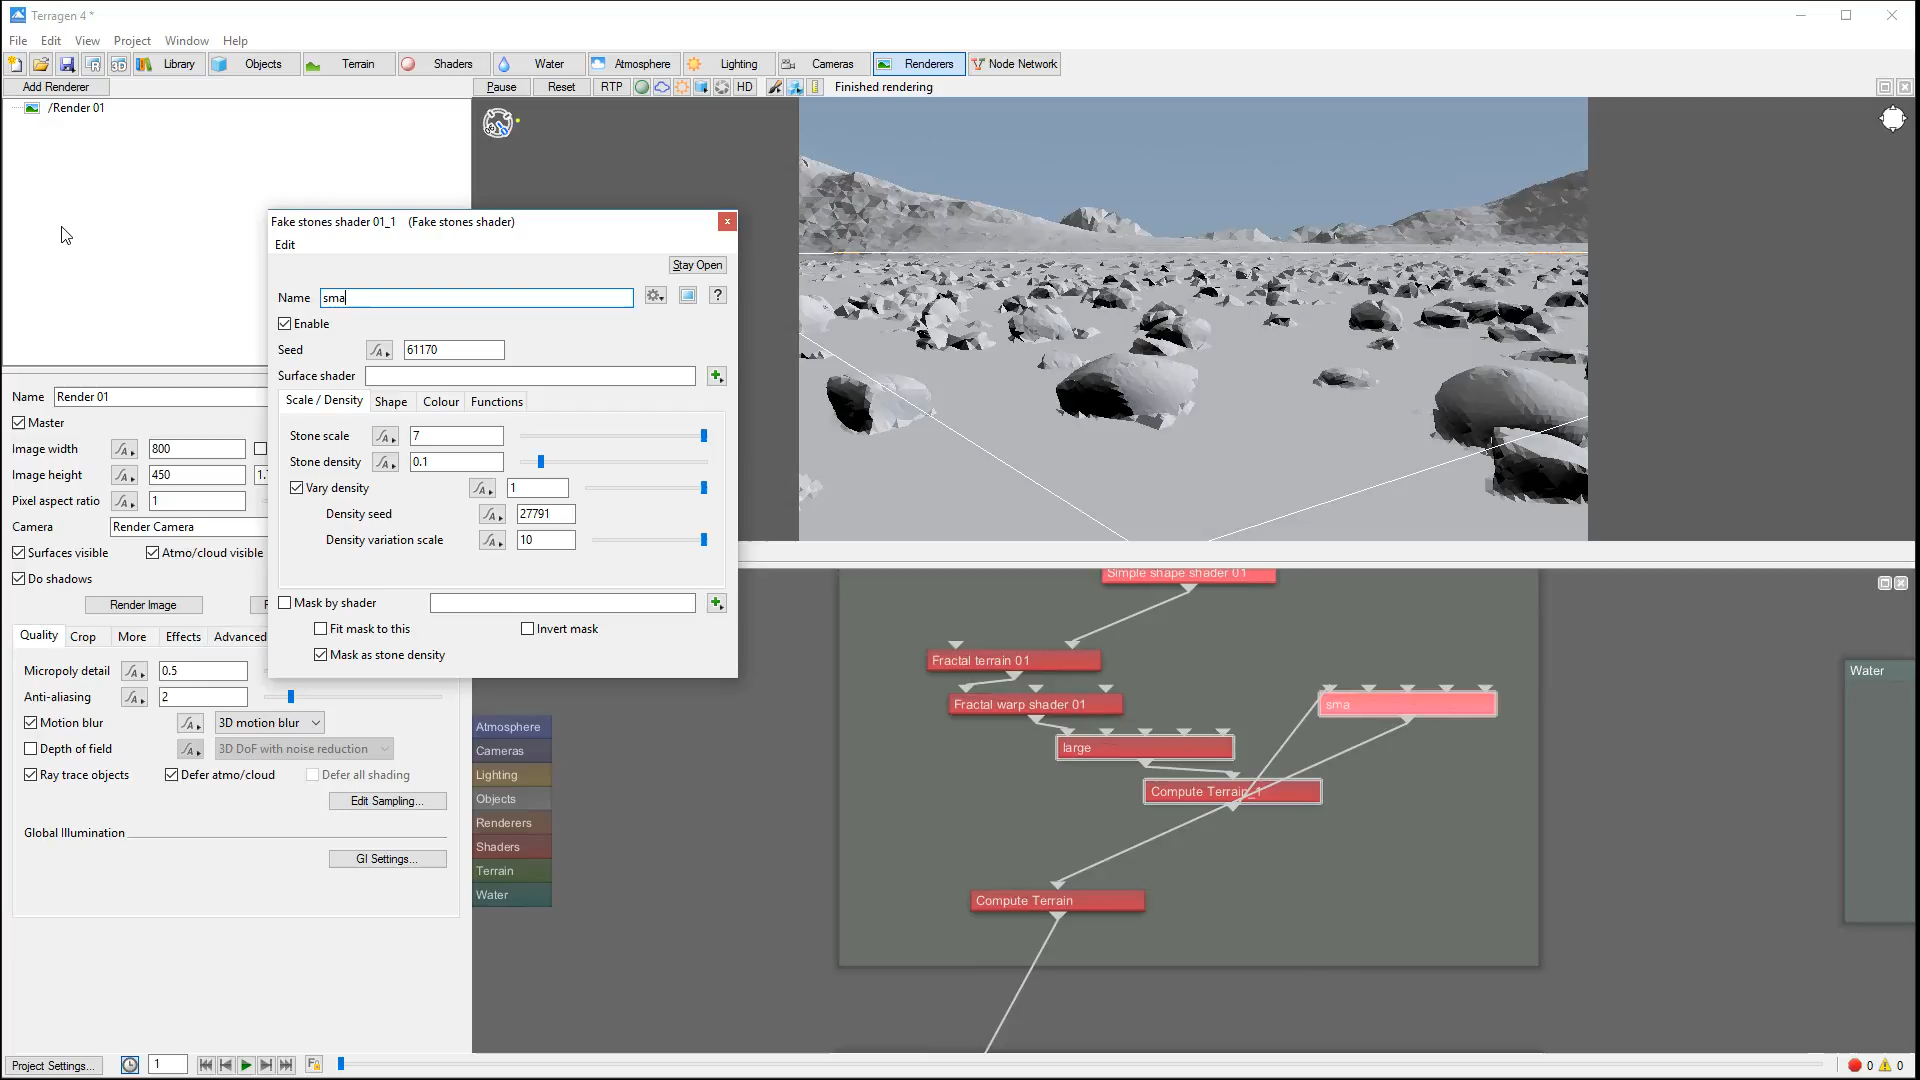 Terragen 4 *
File Edit View Project Window Help
Library Objects Terrain Shaders Water Atmosphere Lighting Cameras Renderers Node Network
Add Renderer Pause Reset RTP HD Finished rendering
/Render 01
Fake stones shader 01_1 (Fake stones shader)
Edit
Stay Open
Name sma
Enable
Seed 61170
Surface shader
Scale / Density Shape Colour Functions
Stone scale 7
Stone density 0.1
Vary density 1
Density seed 27791
Density variation scale 10
Mask by shader
Fit mask to this Invert mask
Mask as stone density
Name Render 01
Master
Image width 800
Image height 450
Pixel aspect ratio 1
Camera Render Camera
Surfaces visible Atmo/cloud visible
Do shadows
Render Image
Quality Crop More Effects Advanced
Micropoly detail 0.5
Anti-aliasing 2
Motion blur 3D motion blur
Depth of field 3D DoF with noise reduction
Ray trace objects Defer atmo/cloud Defer all shading
Edit Sampling...
Global Illumination
GI Settings...
Atmosphere
Cameras
Lighting
Objects
Renderers
Shaders
Terrain
Water
Simple shape shader 01
Fractal terrain 01
Fractal warp shader 01
sma
large
Compute Terrain_1
Compute Terrain
Water
Project Settings... 1 0 0